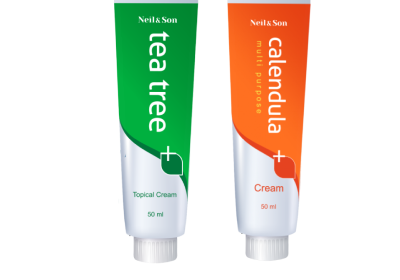 Neil & Son
tea tree
Topical Cream
50 ml
Neil & Son
calendula
multi purpose
Cream
50 ml